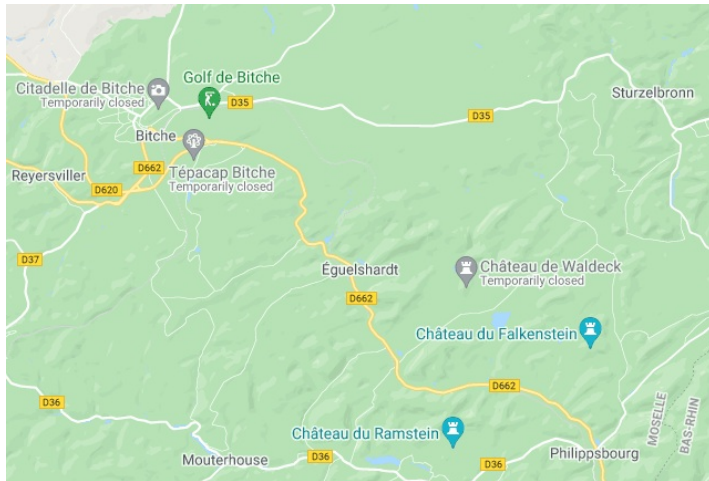 Golf de Bitche
Citadelle de Bitche
Temporarily closed
D35
Sturzelbronn
D35
Bitche
D662
Tépacap Bitche
Temporarily closed
Reyersviller
D620
D37
Éguelshardt
Château de Waldeck
Temporarily closed
D662
Château du Falkenstein
D662
D36
MOSELLE
BAS-RHIN
Château du Ramstein
Mouterhouse
D36
D36
Philippsbourg